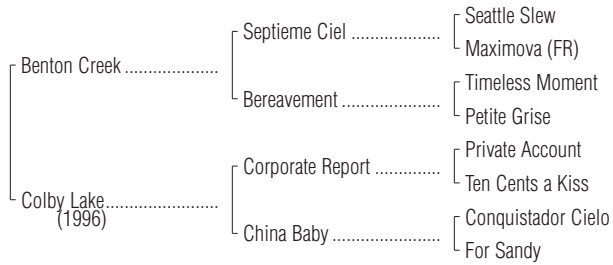 Seattle Slew
Septieme Ciel ...................
Maximova (FR)
Benton Creek ....................
Timeless Moment
Bereavement .....................
Petite Grise
Private Account
Corporate Report ..............
Ten Cents a Kiss
Colby Lake........................
(1996)
Conquistador Cielo
China Baby .......................
For Sandy